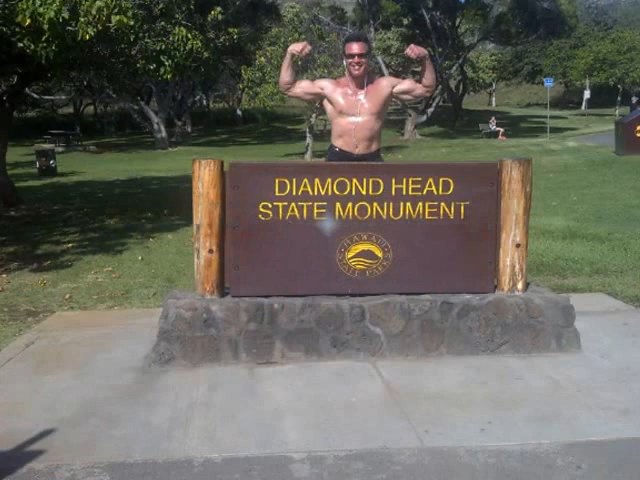 DIAMOND HEAD
STATE MONUMENT
HAWAII
STATE PARKS